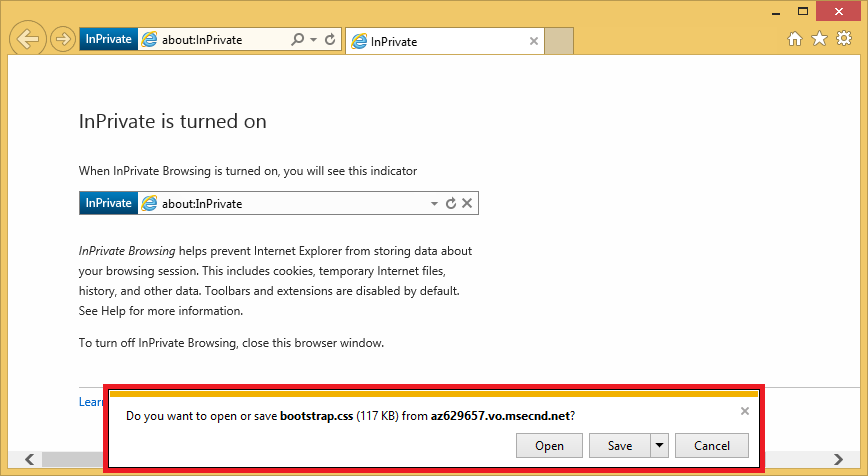 InPrivate about:InPrivate InPrivate
InPrivate is turned on
When InPrivate Browsing is turned on, you will see this indicator
InPrivate about:InPrivate
InPrivate Browsing helps prevent Internet Explorer from storing data about
your browsing session. This includes cookies, temporary Internet files,
history, and other data. Toolbars and extensions are disabled by default.
See Help for more information.
To turn off InPrivate Browsing, close this browser window.
Learn
Do you want to open or save bootstrap.css (117 KB) from az629657.vo.msecnd.net?
Open Save Cancel